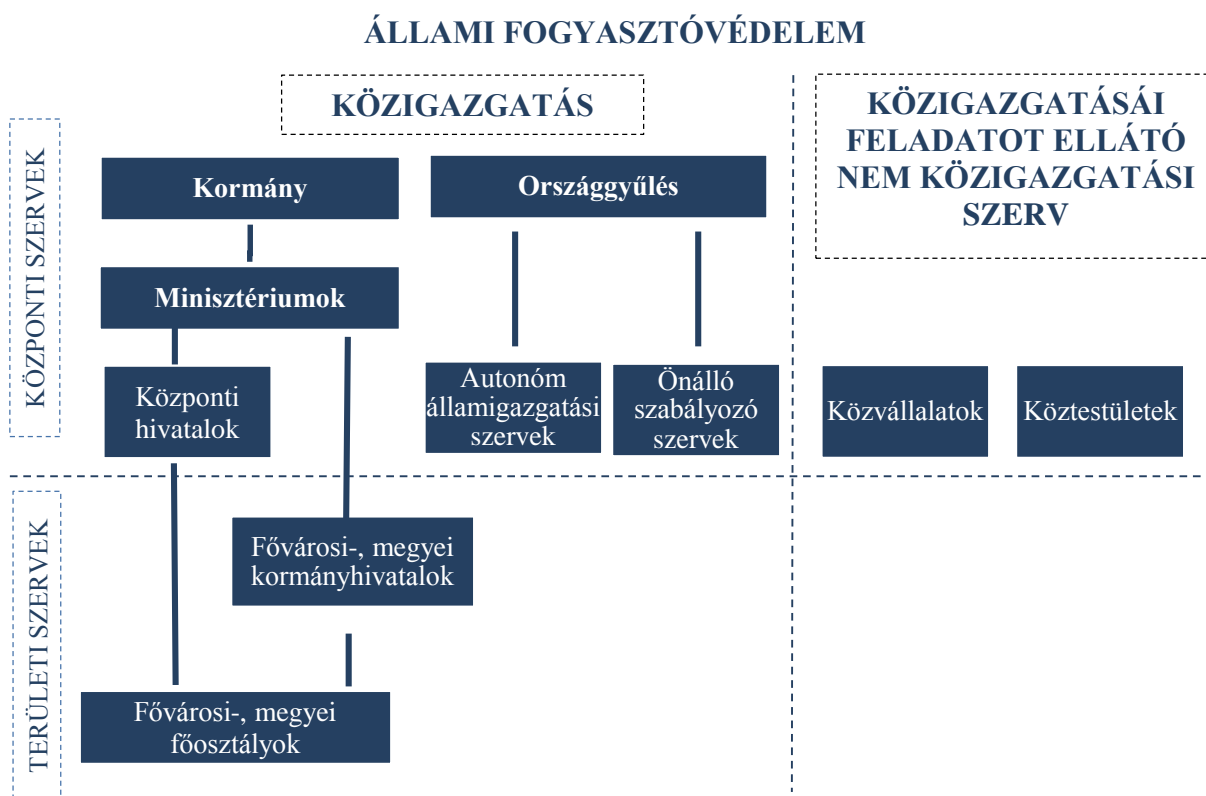 ÁLLAMI FOGYASZTÓVÉDELEM
KÖZIGAZGATÁS
KÖZIGAZGATÁSÁI
FELADATOT ELLÁTÓ
NEM KÖZIGAZGATÁSI
SZERV
KÖZPONTI SZERVEK
Kormány
Országgyűlés
Minisztériumok
Központi
hivatalok
Autonóm
államigazgatási
szervek
Önálló
szabályozó
szervek
Közvállalatok
Köztestületek
TERÜLETI SZERVEK
Fővárosi-, megyei
kormányhivatalok
Fővárosi-, megyei
főosztályok